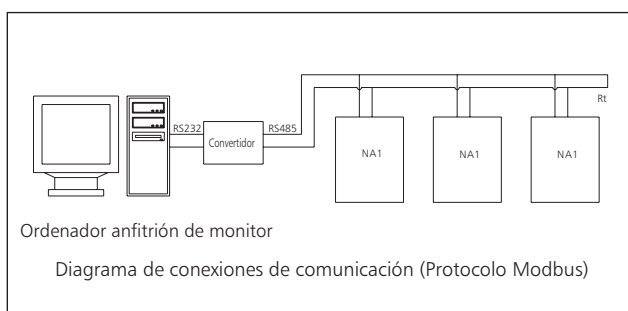 RS232
Convertidor
RS485
Rt
NA1
NA1
NA1
Ordenador anfitrión de monitor
Diagrama de conexiones de comunicación (Protocolo Modbus)